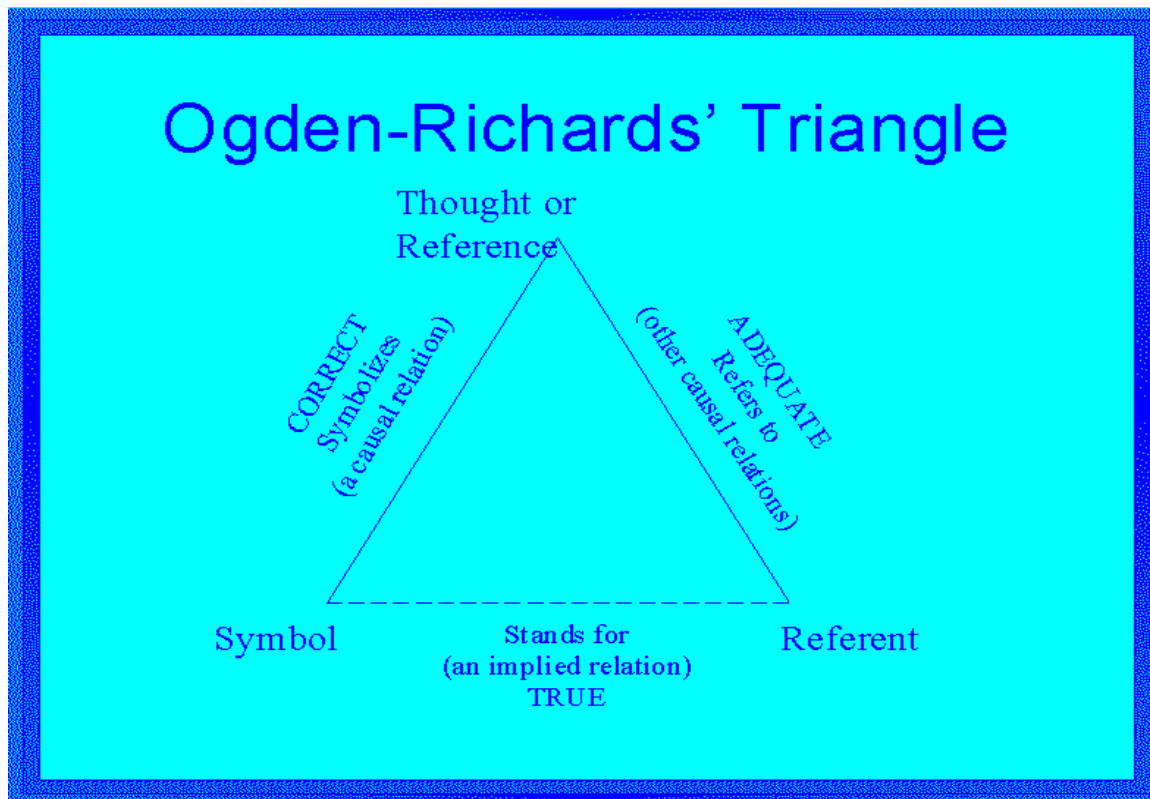 Ogden-Richards’ Triangle
Thought or
Reference
CORRECT
Symbolizes
(a causal relation)
ADEQUATE
Refers to
(other causal relations)
Symbol
Stands for
(an implied relation)
TRUE
Referent